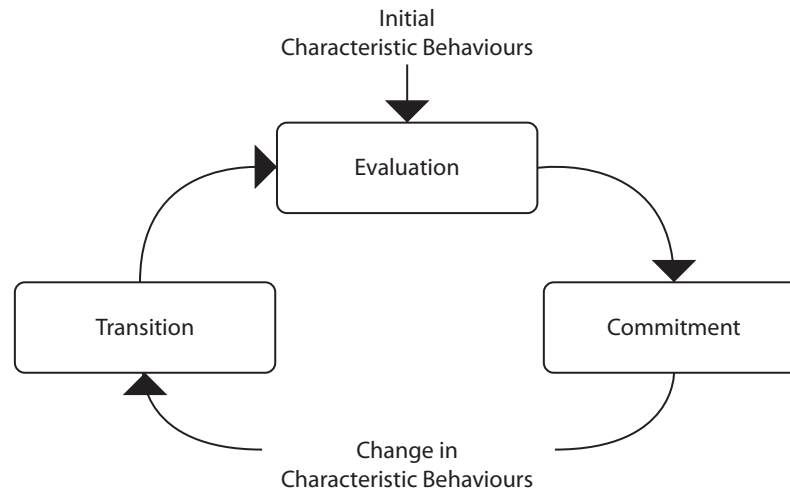 Initial
Characteristic Behaviours
Evaluation
Transition
Commitment
Change in
Characteristic Behaviours